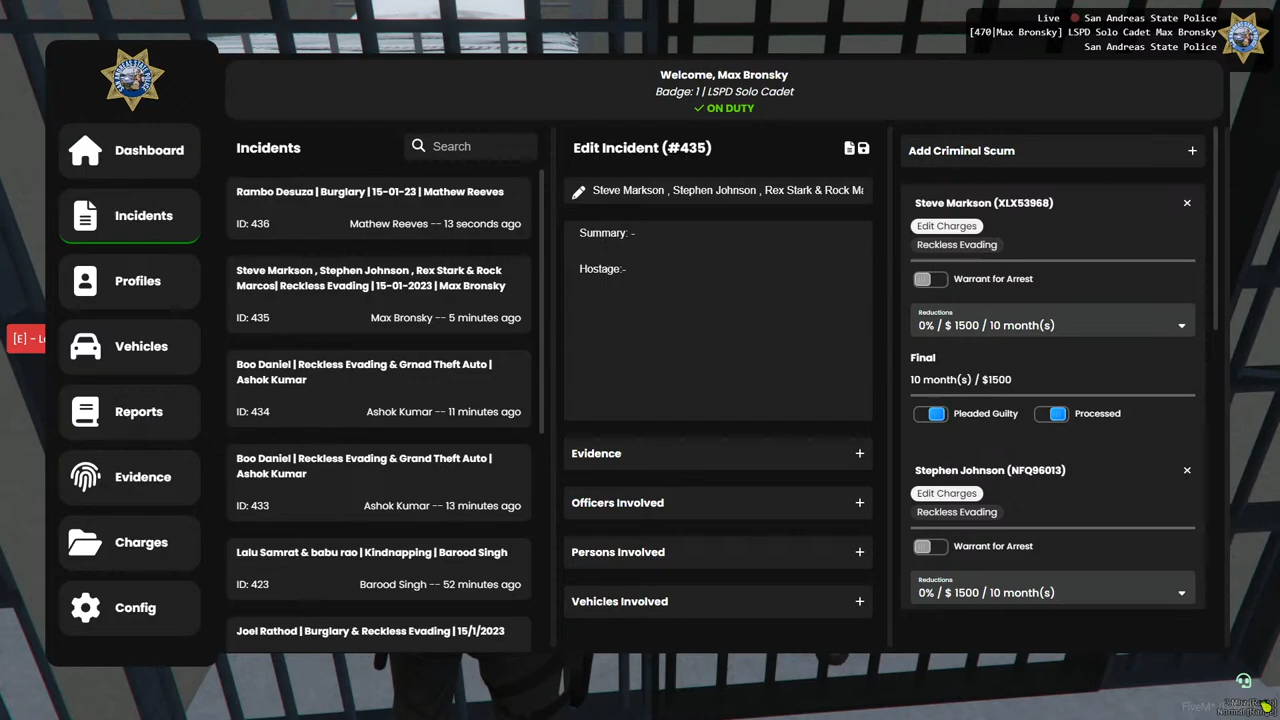 Live San Andreas State Police
[470|Max Bronsky] LSPD Solo Cadet Max Bronsky
San Andreas State Police
Welcome, Max Bronsky
Badge: 1 | LSPD Solo Cadet
ON DUTY
Dashboard
Incidents
Profiles
Vehicles
Reports
Evidence
Charges
Config
[E] -
Incidents
Search
Rambo Desuza | Burglary | 15-01-23 | Mathew Reeves
ID: 436 Mathew Reeves -- 13 seconds ago
Steve Markson , Stephen Johnson , Rex Stark & Rock
Marcos| Reckless Evading | 15-01-2023 | Max Bronsky
ID: 435 Max Bronsky -- 5 minutes ago
Boo Daniel | Reckless Evading & Grnad Theft Auto |
Ashok Kumar
ID: 434 Ashok Kumar -- 11 minutes ago
Boo Daniel | Reckless Evading & Grand Theft Auto |
Ashok Kumar
ID: 433 Ashok Kumar -- 13 minutes ago
Lalu Samrat & babu rao | Kindnapping | Barood Singh
ID: 423 Barood Singh -- 52 minutes ago
Joel Rathod | Burglary & Reckless Evading | 15/1/2023
Edit Incident (#435)
Steve Markson , Stephen Johnson , Rex Stark & Rock Ma
Summary: -
Hostage:-
Evidence +
Officers Involved +
Persons Involved +
Vehicles Involved +
Add Criminal Scum +
Steve Markson (XLX53968)
Edit Charges
Reckless Evading
Warrant for Arrest
Reductions
0% / $ 1500 / 10 month(s)
Final
10 month(s) / $1500
Pleaded Guilty Processed
Stephen Johnson (NFQ96013)
Edit Charges
Reckless Evading
Warrant for Arrest
Reductions
0% / $ 1500 / 10 month(s)